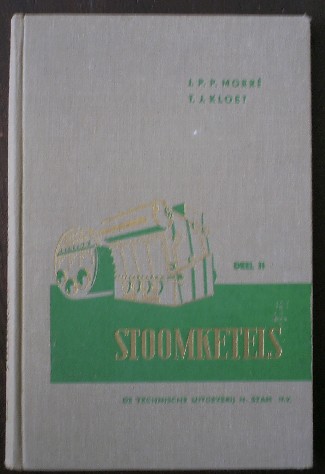 J. P. P. MORRÉ
T. J. KLOET
DEEL II
STOOMKETELS
DE TECHNISCHE UITGEVERIJ H. STAM N.V.